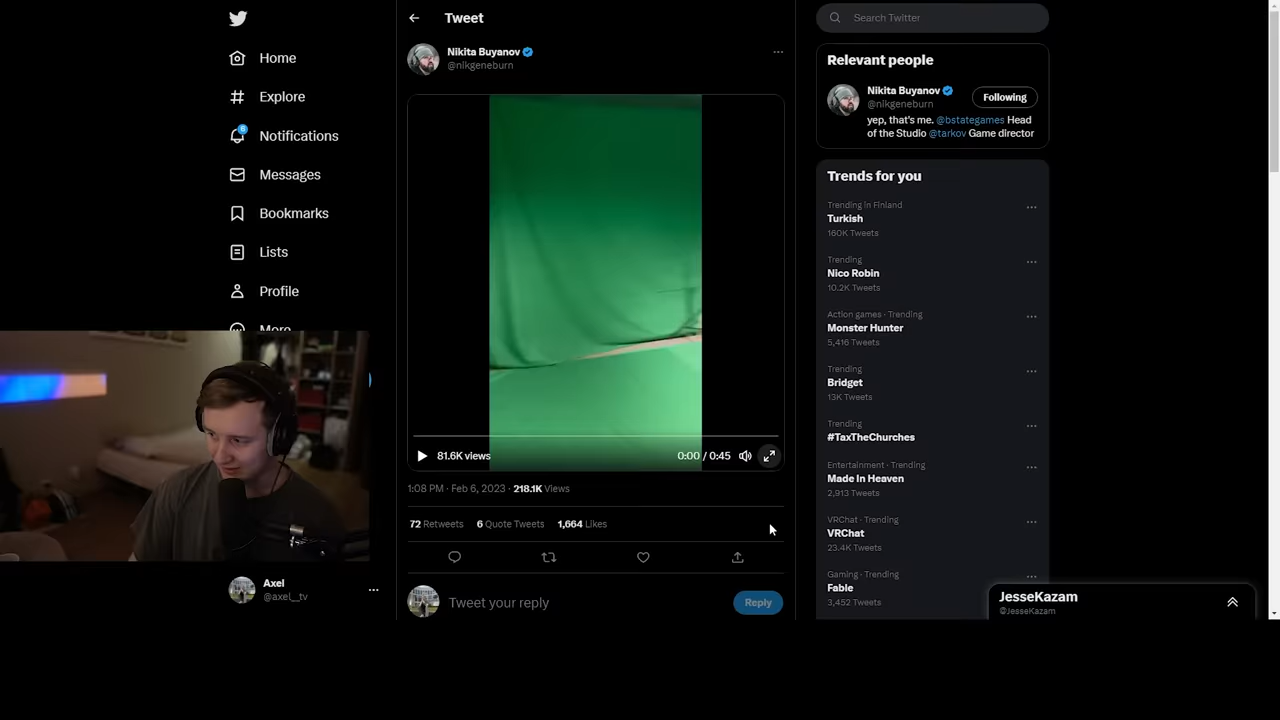 Home
Explore
6
Notifications
Messages
Bookmarks
Lists
Profile
More
Axel
@axel__tv
Tweet
Nikita Buyanov
@nikgeneburn
81.6K views
0:00 / 0:45
1:08 PM · Feb 6, 2023 · 218.1K Views
72 Retweets 6 Quote Tweets 1,664 Likes
Tweet your reply
Reply
Search Twitter
Relevant people
Nikita Buyanov
@nikgeneburn
Following
yep, that's me. @bstategames Head
of the Studio @tarkov Game director
Trends for you
Trending in Finland
Turkish
160K Tweets
Trending
Nico Robin
10.2K Tweets
Action games · Trending
Monster Hunter
5,416 Tweets
Trending
Bridget
13K Tweets
Trending
#TaxTheChurches
Entertainment · Trending
Made In Heaven
2,913 Tweets
VRChat · Trending
VRChat
23.4K Tweets
Gaming · Trending
Fable
3,452 Tweets
JesseKazam
@JesseKazam